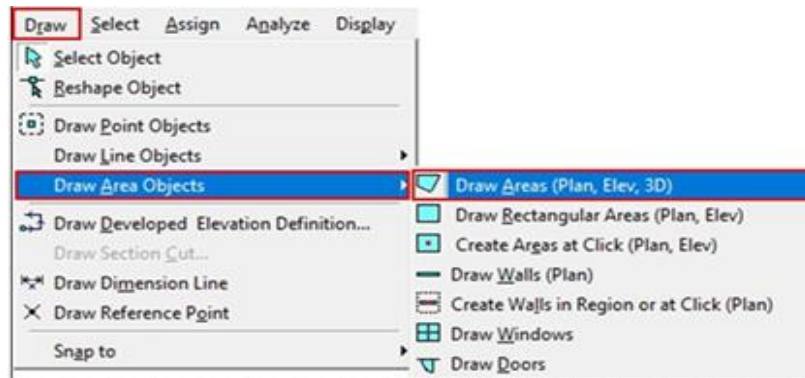 Draw Select Assign Analyze Display
Select Object
Reshape Object
Draw Point Objects
Draw Line Objects
Draw Area Objects
Draw Developed Elevation Definition...
Draw Section Cut...
Draw Dimension Line
Draw Reference Point
Snap to
Draw Areas (Plan, Elev, 3D)
Draw Rectangular Areas (Plan, Elev)
Create Areas at Click (Plan, Elev)
Draw Walls (Plan)
Create Walls in Region or at Click (Plan)
Draw Windows
Draw Doors